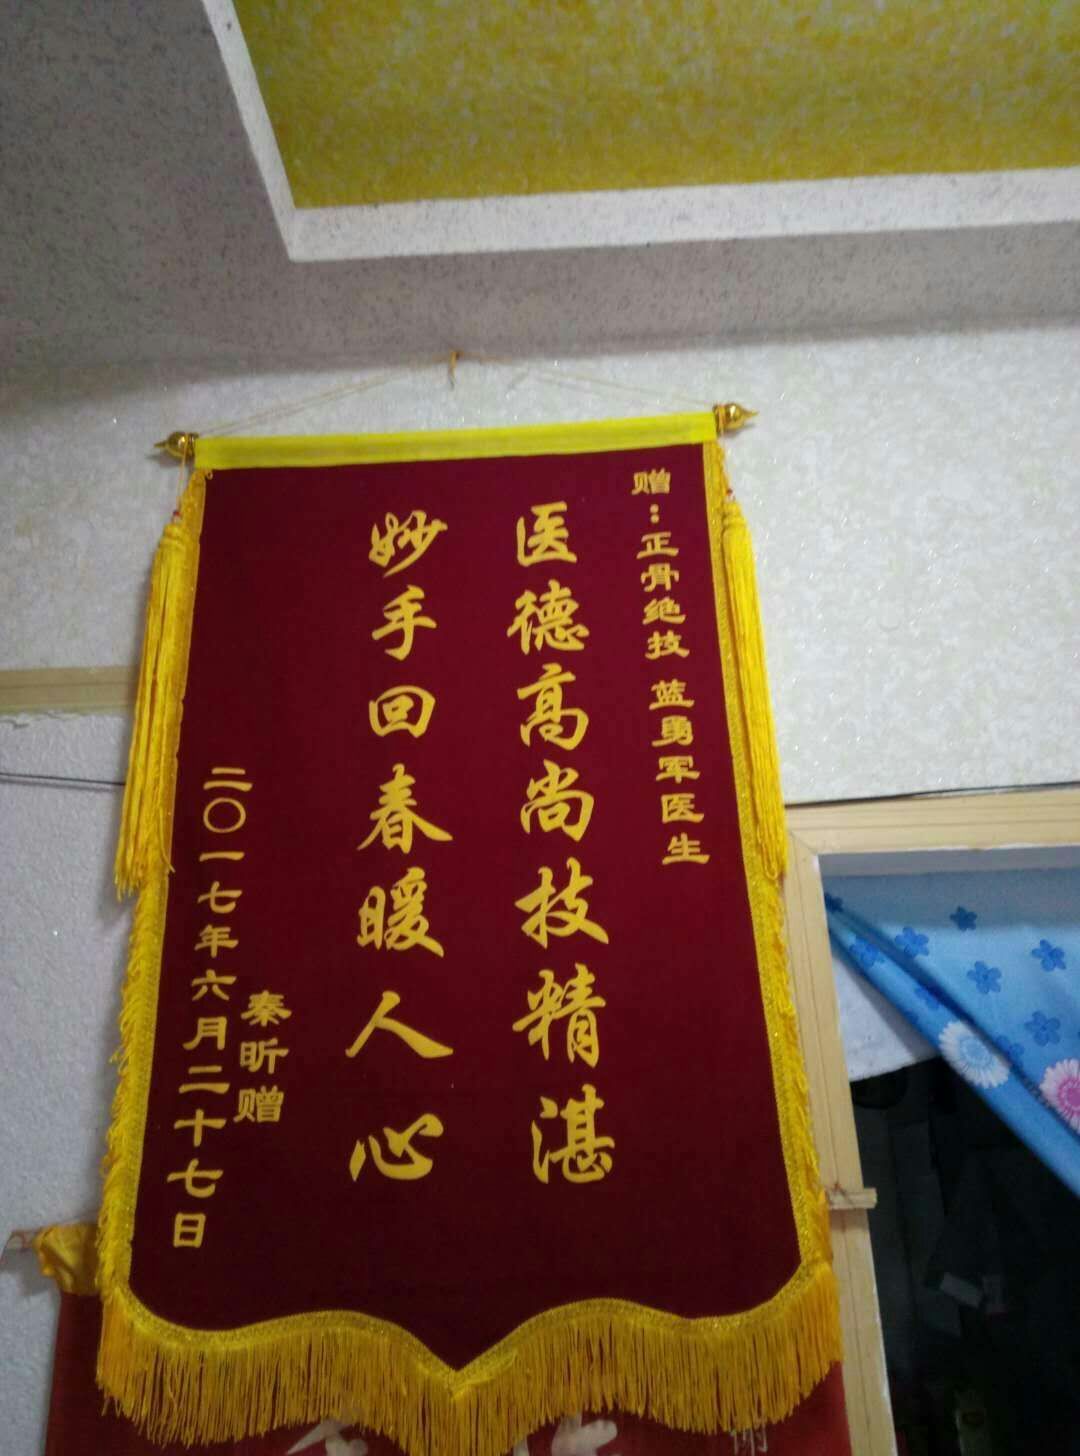 赠：正骨绝技 蓝勇军医生
医德高尚技精湛
妙手回春暖人心
秦昕赠
二〇一七年六月二十七日